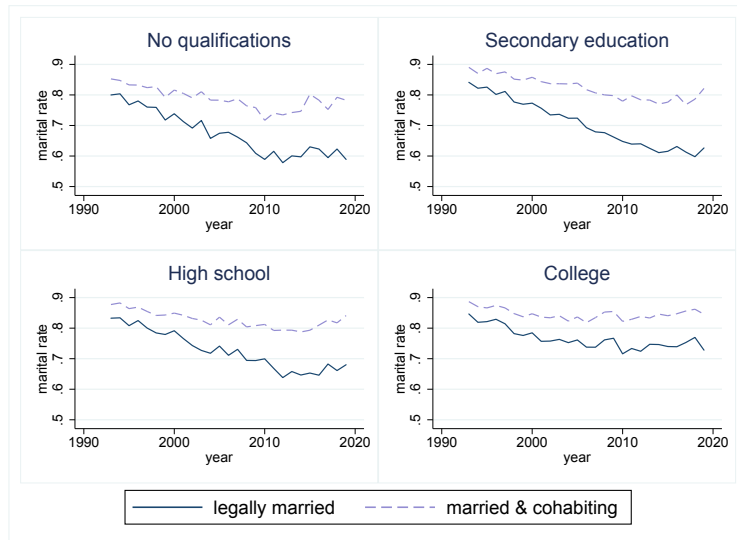 No qualifications
marital rate
.9
.8
.7
.6
.5
1990 2000 2010 2020
year
Secondary education
marital rate
.9
.8
.7
.6
.5
1990 2000 2010 2020
year
High school
marital rate
.9
.8
.7
.6
.5
1990 2000 2010 2020
year
College
marital rate
.9
.8
.7
.6
.5
1990 2000 2010 2020
year
legally married married & cohabiting